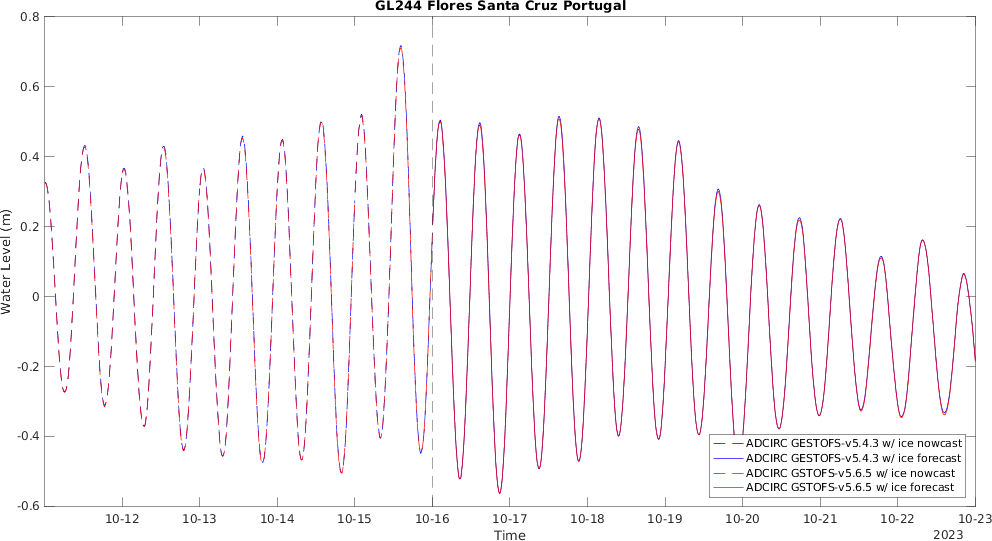 GL244 Flores Santa Cruz Portugal
0.8
0.6
0.4
0.2
0
-0.2
-0.4
-0.6
Water Level (m)
ADCIRC GESTOFS-v5.4.3 w/ ice nowcast
ADCIRC GESTOFS-v5.4.3 w/ ice forecast
ADCIRC GSTOFS-v5.6.5 w/ ice nowcast
ADCIRC GSTOFS-v5.6.5 w/ ice forecast
10-12 10-13 10-14 10-15 10-16 10-17 10-18 10-19 10-20 10-21 10-22 10-23
Time
2023